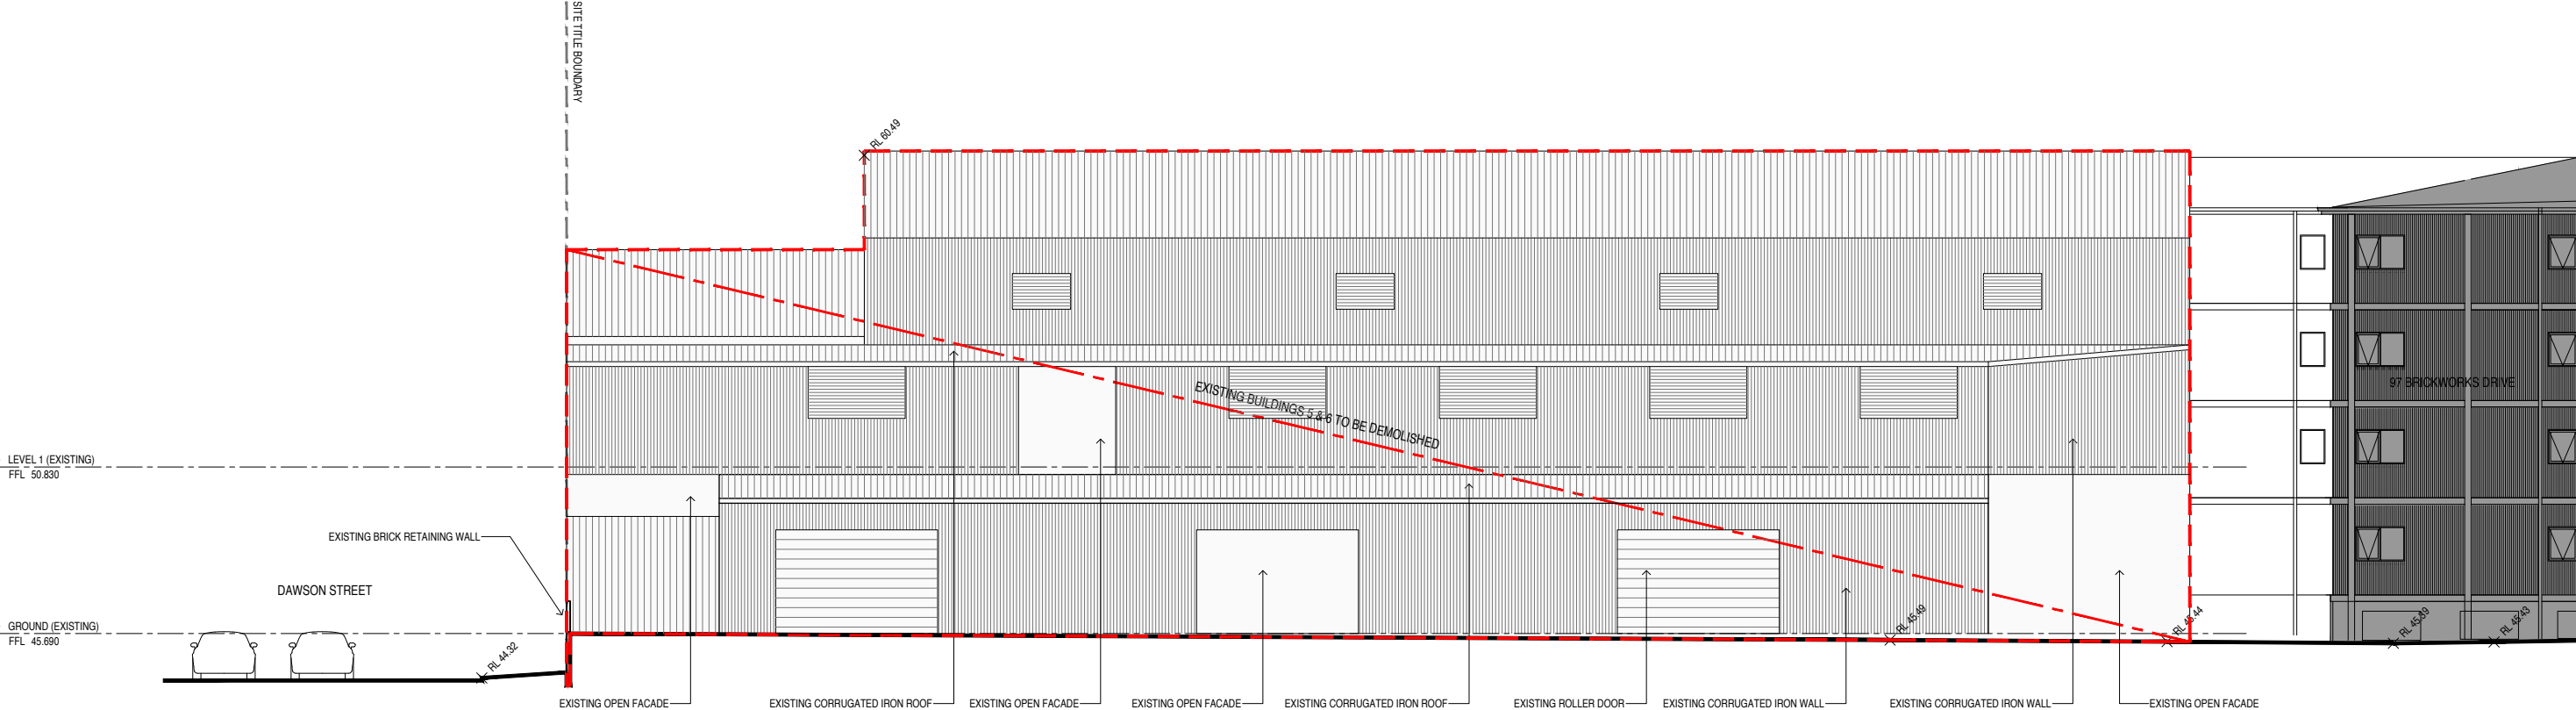 SITE TITLE BOUNDARY
RL 60.49
97 BRICKWORKS DRIVE
EXISTING BUILDINGS 5 & 6 TO BE DEMOLISHED
LEVEL 1 (EXISTING)
FFL 50.830
EXISTING BRICK RETAINING WALL
DAWSON STREET
GROUND (EXISTING)
FFL 45.690
RL 44.32
RL 45.49
RL 45.44
RL 45.39
RL 45.43
EXISTING OPEN FACADE
EXISTING CORRUGATED IRON ROOF
EXISTING OPEN FACADE
EXISTING OPEN FACADE
EXISTING CORRUGATED IRON ROOF
EXISTING ROLLER DOOR
EXISTING CORRUGATED IRON WALL
EXISTING CORRUGATED IRON WALL
EXISTING OPEN FACADE